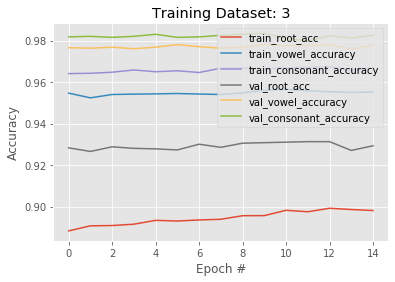 Training Dataset: 3
0.98
0.96
0.94
0.92
0.90
Accuracy
train_root_acc
train_vowel_accuracy
train_consonant_accuracy
val_root_acc
val_vowel_accuracy
val_consonant_accuracy
0 2 4 6 8 10 12 14
Epoch #